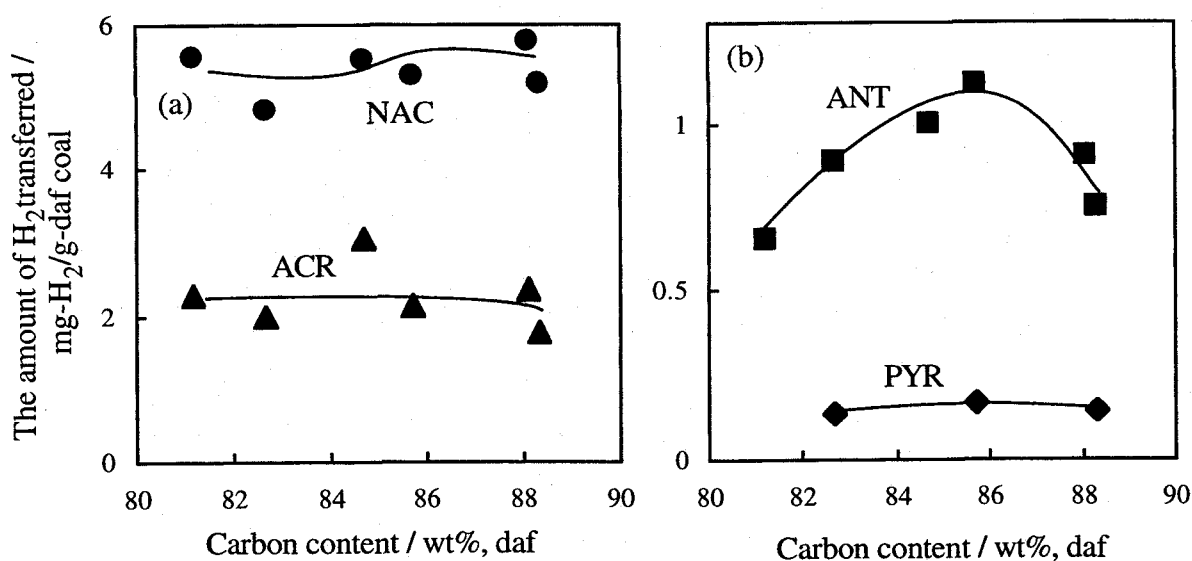 The amount of H2 transferred /
mg-H2/g-daf coal
6
6
2
0
80
82
84
86
88
90
(a)
NAC
ACR
Carbon content / wt%, daf
1
0.5
0
80
82
84
86
88
90
(b)
ANT
PYR
Carbon content / wt%, daf